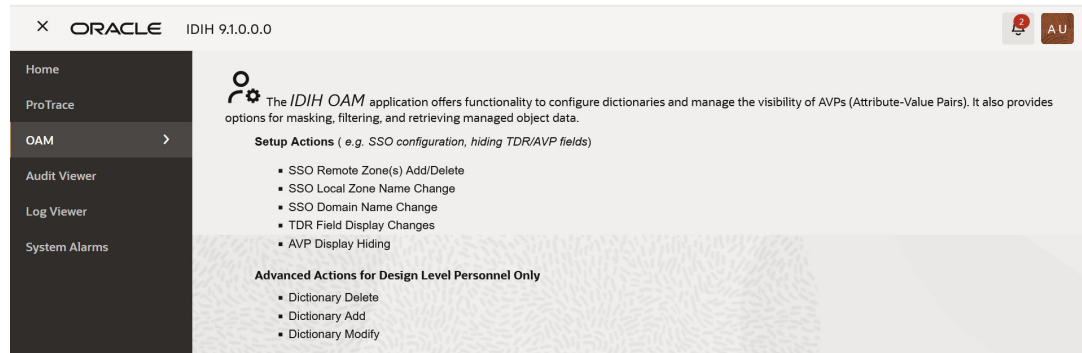 × ORACLE IDIH 9.1.0.0.0 2 AU
Home
ProTrace
OAM >
Audit Viewer
Log Viewer
System Alarms
The IDIH OAM application offers functionality to configure dictionaries and manage the visibility of AVPs (Attribute-Value Pairs). It also provides
options for masking, filtering, and retrieving managed object data.
Setup Actions ( e.g. SSO configuration, hiding TDR/AVP fields)
▪ SSO Remote Zone(s) Add/Delete
▪ SSO Local Zone Name Change
▪ SSO Domain Name Change
▪ TDR Field Display Changes
▪ AVP Display Hiding
Advanced Actions for Design Level Personnel Only
▪ Dictionary Delete
▪ Dictionary Add
▪ Dictionary Modify